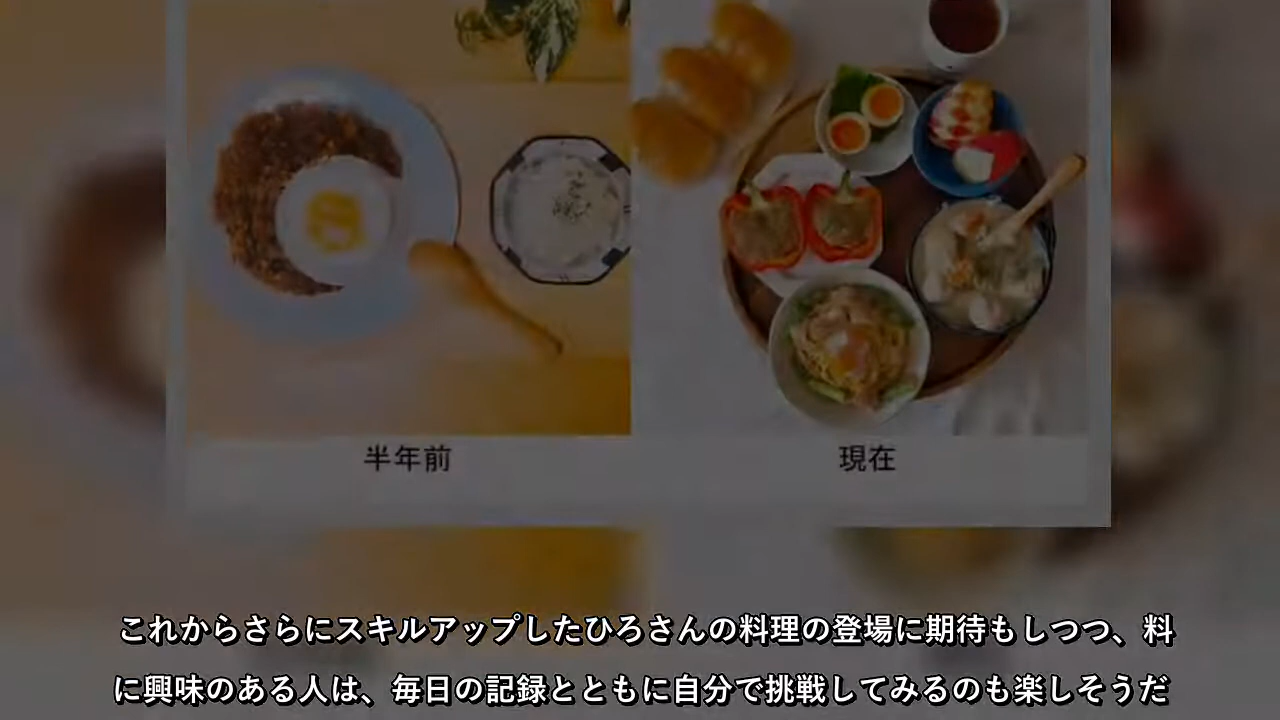 半年前
現在
これからさらにスキルアップしたひろさんの料理の登場に期待もしつつ、料
に興味のある人は、毎日の記録とともに自分で挑戦してみるのも楽しそうだ